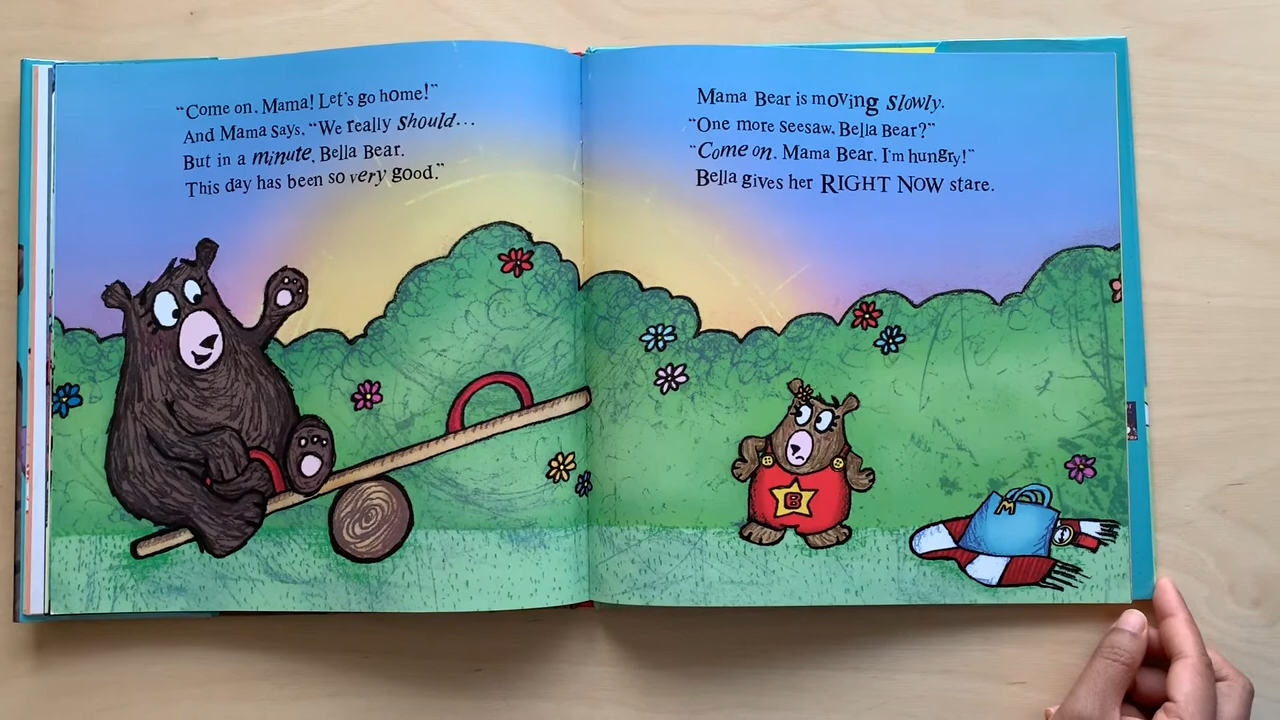 “Come on, Mama! Let’s go home!”
And Mama says, “We really should...
But in a minute, Bella Bear.
This day has been so very good.”
Mama Bear is moving slowly.
“One more seesaw, Bella Bear?”
“Come on, Mama Bear, I’m hungry!”
Bella gives her RIGHT NOW stare.
B
M